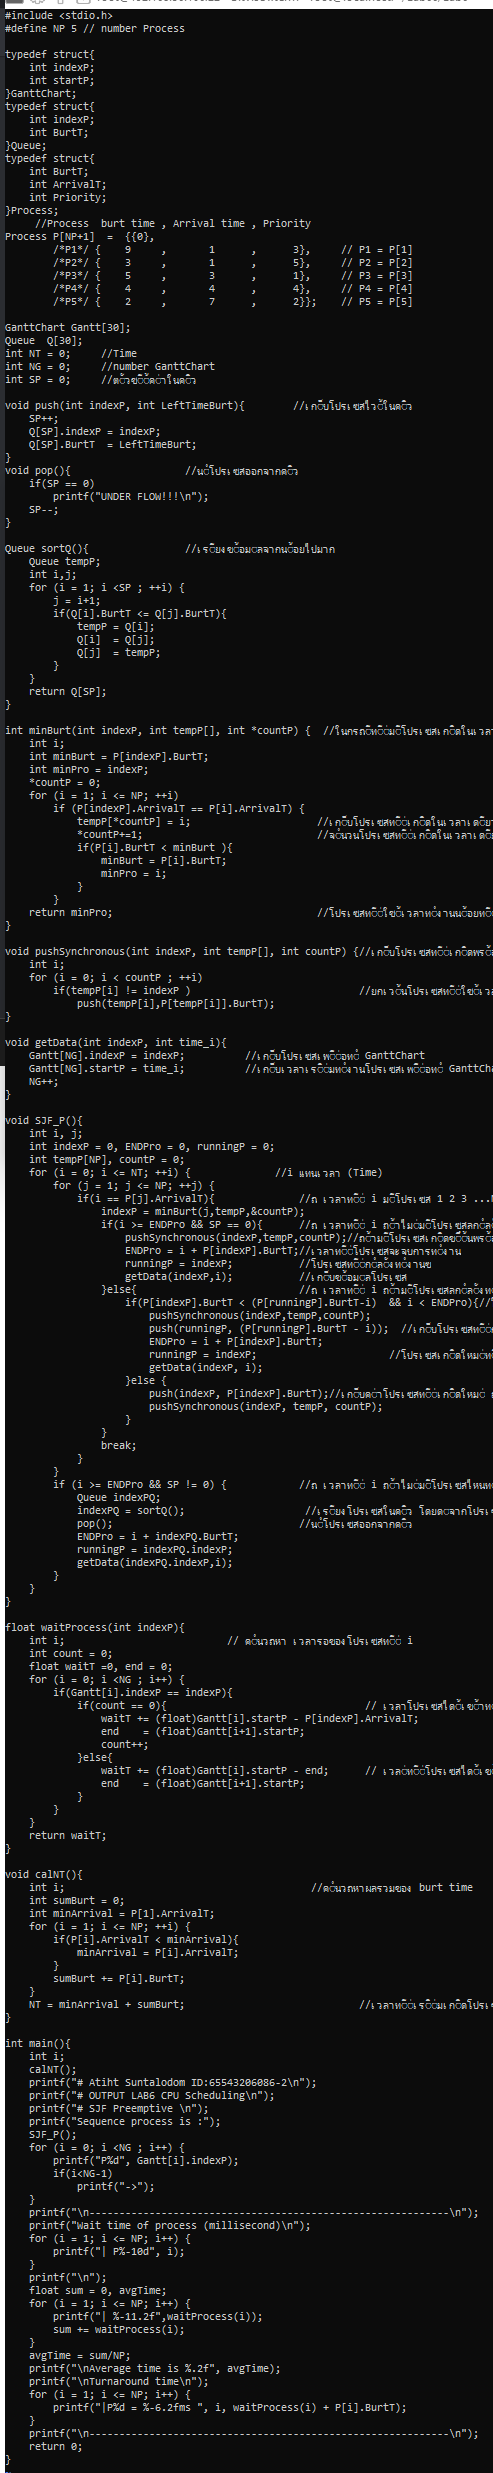 #include <stdio.h>
#define NP 5 // number Process

typedef struct{
    int indexP;
    int startP;
}GanttChart;
typedef struct{
    int indexP;
    int BurtT;
}Queue;
typedef struct{
    int BurtT;
    int ArrivalT;
    int Priority;
}Process;
     //Process  burt time , Arrival time , Priority
Process P[NP+1]  =  {{0},
        /*P1*/ {    9     ,       1      ,      3},     // P1 = P[1]
        /*P2*/ {    3     ,       1      ,      5},     // P2 = P[2]
        /*P3*/ {    5     ,       3      ,      1},     // P3 = P[3]
        /*P4*/ {    4     ,       4      ,      4},     // P4 = P[4]
        /*P5*/ {    2     ,       7      ,      2}};    // P5 = P[5]

GanttChart Gantt[30];
Queue  Q[30];
int NT = 0;     //Time
int NG = 0;     //number GanttChart
int SP = 0;     //ตัวชี้ค่าในคิว

void push(int indexP, int LeftTimeBurt){        //เก็บโปรเซสไว้ในคิว
    SP++;
    Q[SP].indexP = indexP;
    Q[SP].BurtT  = LeftTimeBurt;
}
void pop(){                   //นำโปรเซสออกจากคิว
    if(SP == 0)
        printf("UNDER FLOW!!!\n");
    SP--;
}

Queue sortQ(){                //เรียงข้อมูลจากน้อยไปมาก
    Queue tempP;
    int i,j;
    for (i = 1; i <SP ; ++i) {
        j = i+1;
        if(Q[i].BurtT <= Q[j].BurtT){
            tempP = Q[i];
            Q[i]  = Q[j];
            Q[j]  = tempP;
        }
    }
    return Q[SP];
}

int minBurt(int indexP, int tempP[], int *countP) {  //ในกรณีที่มีโปรเซสเกิดในเวลา
    int i;
    int minBurt = P[indexP].BurtT;
    int minPro = indexP;
    *countP = 0;
    for (i = 1; i <= NP; ++i)
        if (P[indexP].ArrivalT == P[i].ArrivalT) {
            tempP[*countP] = i;                     //เก็บโปรเซสที่เกิดในเวลาเดีย
            *countP+=1;                             //จำนวนโปรเซสที่เกิดในเวลาเดีย
            if(P[i].BurtT < minBurt ){
                minBurt = P[i].BurtT;
                minPro = i;
            }
        }
    return minPro;                                  //โปรเซสที่ใช้เวลาทำงานน้อยที่
}

void pushSynchronous(int indexP, int tempP[], int countP) {//เก็บโปรเซสที่เกิดพร้
    int i;
    for (i = 0; i < countP ; ++i)
        if(tempP[i] != indexP )                            //ยกเว้นโปรเซสที่ใช้เว
            push(tempP[i],P[tempP[i]].BurtT);
}

void getData(int indexP, int time_i){
    Gantt[NG].indexP = indexP;          //เก็บโปรเซสเพื่อทำ GanttChart
    Gantt[NG].startP = time_i;          //เก็บเวลาเริ่มทำงานโปรเซสเพื่อทำ GanttCh
    NG++;
}

void SJF_P(){
    int i, j;
    int indexP = 0, ENDPro = 0, runningP = 0;
    int tempP[NP], countP = 0;
    for (i = 0; i <= NT; ++i) {              //i แทนเวลา (Time)
        for (j = 1; j <= NP; ++j) {
            if(i == P[j].ArrivalT){              //ณ เวลาที่ i มีโปรเซส 1 2 3 ...
                indexP = minBurt(j,tempP,&countP);
                if(i >= ENDPro && SP == 0){      //ณ เวลาที่ i ถ้าไม่มีโปรเซสกำล
                    pushSynchronous(indexP,tempP,countP);//ถ้ามีโปรเซสเกิดขึ้นพร้
                    ENDPro = i + P[indexP].BurtT;//เวลาที่โปรเซสจะจบการทำงาน
                    runningP = indexP;           //โปรเซสที่กำลังทำงาน
                    getData(indexP,i);           //เก็บข้อมูลโปรเซส
                }else{                           //ณ เวลาที่ i ถ้ามีโปรเซสกำลัง
                    if(P[indexP].BurtT < (P[runningP].BurtT-i)  && i < ENDPro){//
                        pushSynchronous(indexP,tempP,countP);
                        push(runningP, (P[runningP].BurtT - i));  //เก็บโปรเซสที่
                        ENDPro = i + P[indexP].BurtT;
                        runningP = indexP;                      //โปรเซสเกิดใหม่
                        getData(indexP, i);
                    }else {
                        push(indexP, P[indexP].BurtT);//เก็บค่าโปรเซสที่เกิดใหม่
                        pushSynchronous(indexP, tempP, countP);
                    }
                }
                break;
            }
        }
        if (i >= ENDPro && SP != 0) {            //ณ เวลาที่ i ถ้าไม่มีโปรเซสไหน
            Queue indexPQ;
            indexPQ = sortQ();                    //เรียงโปรเซสในคิว โดยดูจากโปรเซ
            pop();                               //นำโปรเซสออกจากคิว
            ENDPro = i + indexPQ.BurtT;
            runningP = indexPQ.indexP;
            getData(indexPQ.indexP,i);
        }
    }
}

float waitProcess(int indexP){
    int i;                           // คำนวณหา เวลารอของโปรเซสที่ i
    int count = 0;
    float waitT =0, end = 0;
    for (i = 0; i <NG ; i++) {
        if(Gantt[i].indexP == indexP){
            if(count == 0){                                 // เวลาโปรเซสได้เข้า
                waitT += (float)Gantt[i].startP - P[indexP].ArrivalT;
                end    = (float)Gantt[i+1].startP;
                count++;
            }else{
                waitT += (float)Gantt[i].startP - end;      // เวลาที่โปรเซสได้เข
                end    = (float)Gantt[i+1].startP;
            }
        }
    }
    return waitT;
}

void calNT(){
    int i;                                         //คำนวณหาผลรวมของ burt time
    int sumBurt = 0;
    int minArrival = P[1].ArrivalT;
    for (i = 1; i <= NP; ++i) {
        if(P[i].ArrivalT < minArrival){
            minArrival = P[i].ArrivalT;
        }
        sumBurt += P[i].BurtT;
    }
    NT = minArrival + sumBurt;                             //เวลาที่เริ่มเกิดโปรเซ
}

int main(){
    int i;
    calNT();
    printf("# Atiht Suntalodom ID:65543206086-2\n");
    printf("# OUTPUT LAB6 CPU Scheduling\n");
    printf("# SJF Preemptive \n");
    printf("Sequence process is :");
    SJF_P();
    for (i = 0; i <NG ; i++) {
        printf("P%d", Gantt[i].indexP);
        if(i<NG-1)
            printf("->");
    }
    printf("\n------------------------------------------------------------\n");
    printf("Wait time of process (millisecond)\n");
    for (i = 1; i <= NP; i++) {
        printf("| P%-10d", i);
    }
    printf("\n");
    float sum = 0, avgTime;
    for (i = 1; i <= NP; i++) {
        printf("| %-11.2f",waitProcess(i));
        sum += waitProcess(i);
    }
    avgTime = sum/NP;
    printf("\nAverage time is %.2f", avgTime);
    printf("\nTurnaround time\n");
    for (i = 1; i <= NP; i++) {
        printf("|P%d = %-6.2fms ", i, waitProcess(i) + P[i].BurtT);
    }
    printf("\n------------------------------------------------------------\n");
    return 0;
}